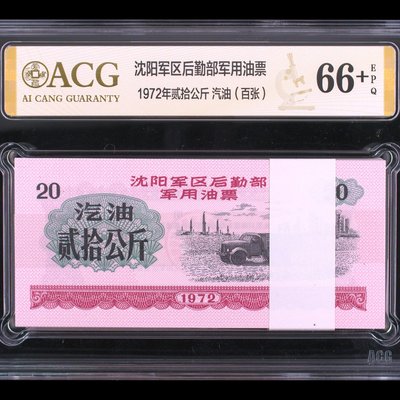 ACG
AI CANG GUARANTY
沈阳军区后勤部军用油票
1972年贰拾公斤 汽油（百张）
66+
EPQ
沈阳军区后勤部
军用油票
20
0
汽油
贰拾公斤
1972
ACG